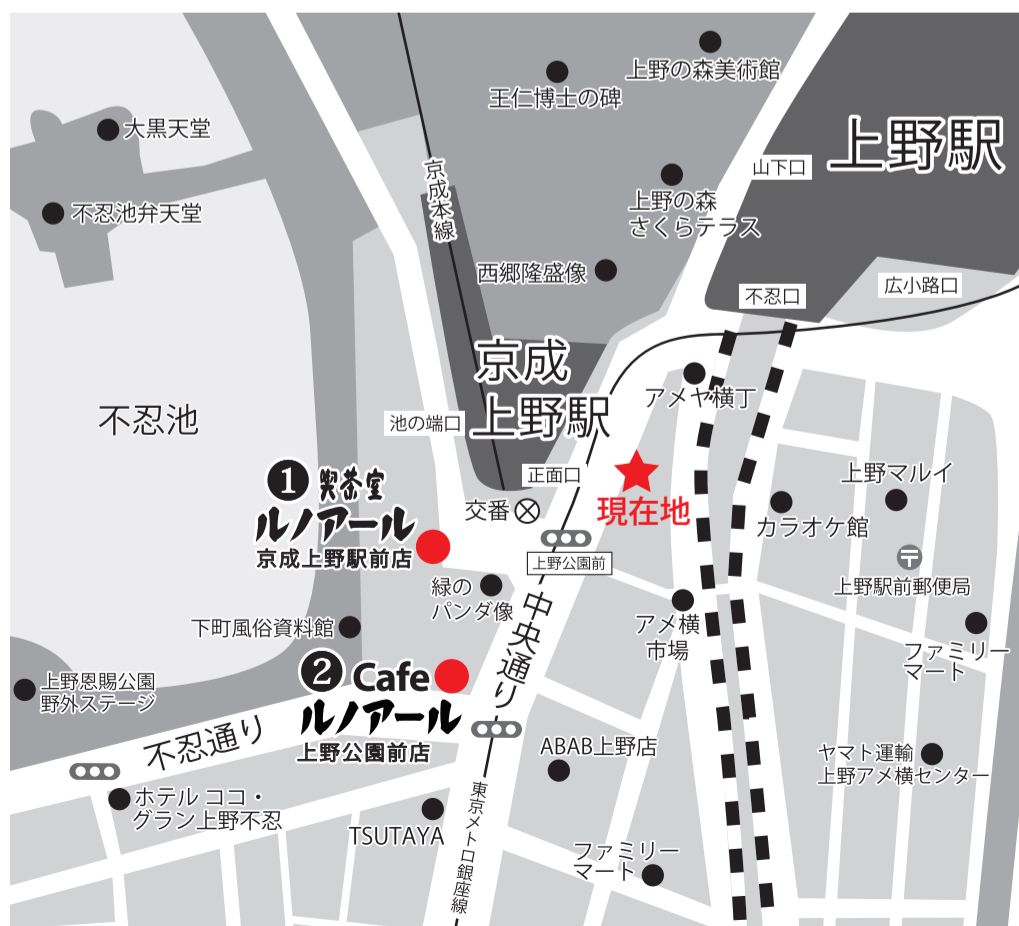 上野の森美術館
王仁博士の碑
大黒天堂
上野駅
山下口
京成本線
上野の森
さくらテラス
不忍池弁天堂
西郷隆盛像
広小路口
不忍口
京成
上野駅
アメヤ横丁
不忍池
池の端口
正面口
上野マルイ
❶ 喫茶室
ルノアール
京成上野駅前店
交番
現在地
カラオケ館
上野公園前
〒
上野駅前郵便局
緑の
パンダ像
中央通り
アメ横
市場
下町風俗資料館
ファミリー
マート
❷ Cafe
ルノアール
上野公園前店
上野恩賜公園
野外ステージ
不忍通り
ABAB上野店
ヤマト運輸
上野アメ横センター
ホテル ココ・
グラン上野不忍
TSUTAYA
東京メトロ銀座線
ファミリー
マート